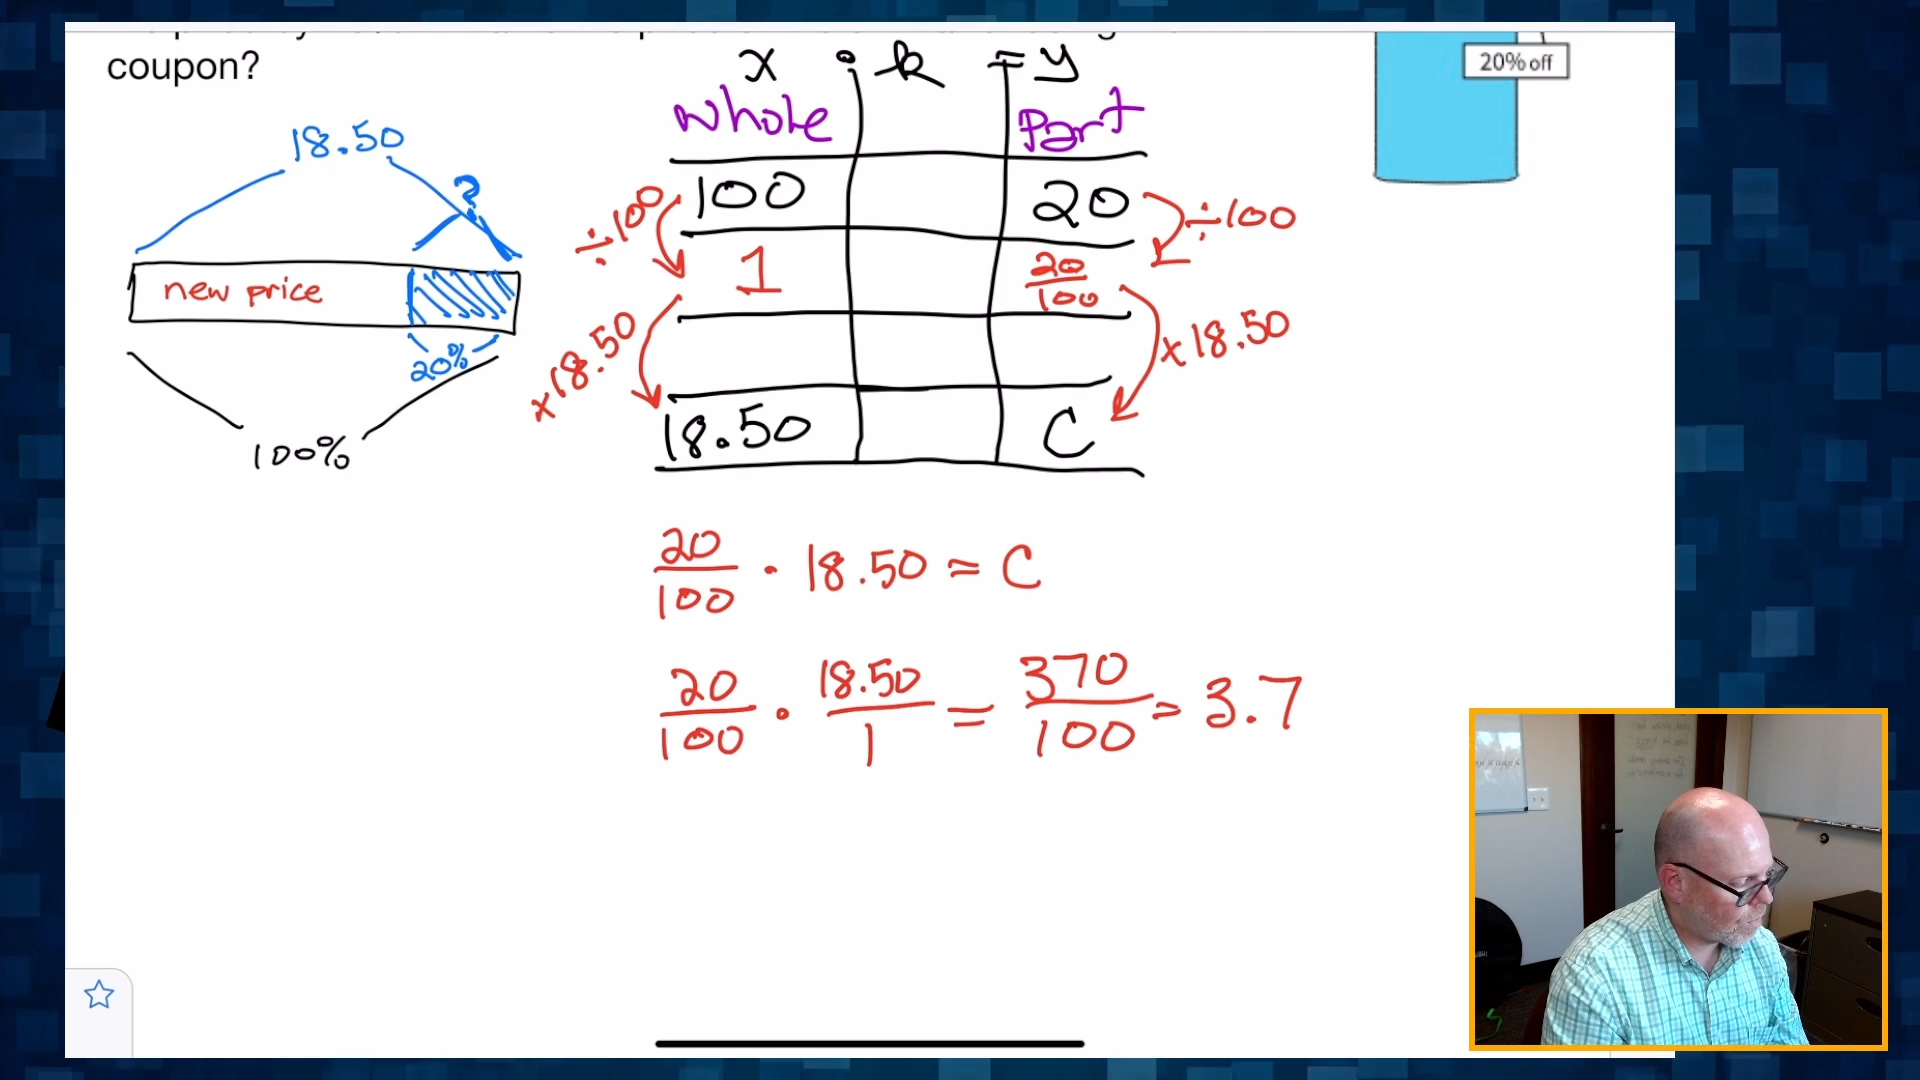 coupon?
x • k = y
Whole Part
20% off
18.50
?
new price
20%
100%
100 20
÷100 ÷100
1 20/100
×18.50 ×18.50
18.50 C
20/100 · 18.50 = C
20/100 · 18.50/1 = 370/100 = 3.7